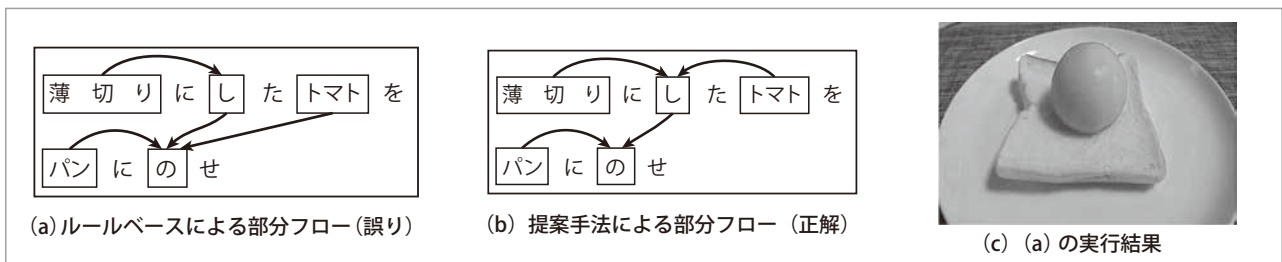 薄 切 り に し た トマト を
パン に の せ
(a) ルールベースによる部分フロー (誤り)
薄 切 り に し た トマト を
パン に の せ
(b) 提案手法による部分フロー (正解)
(c) (a) の実行結果